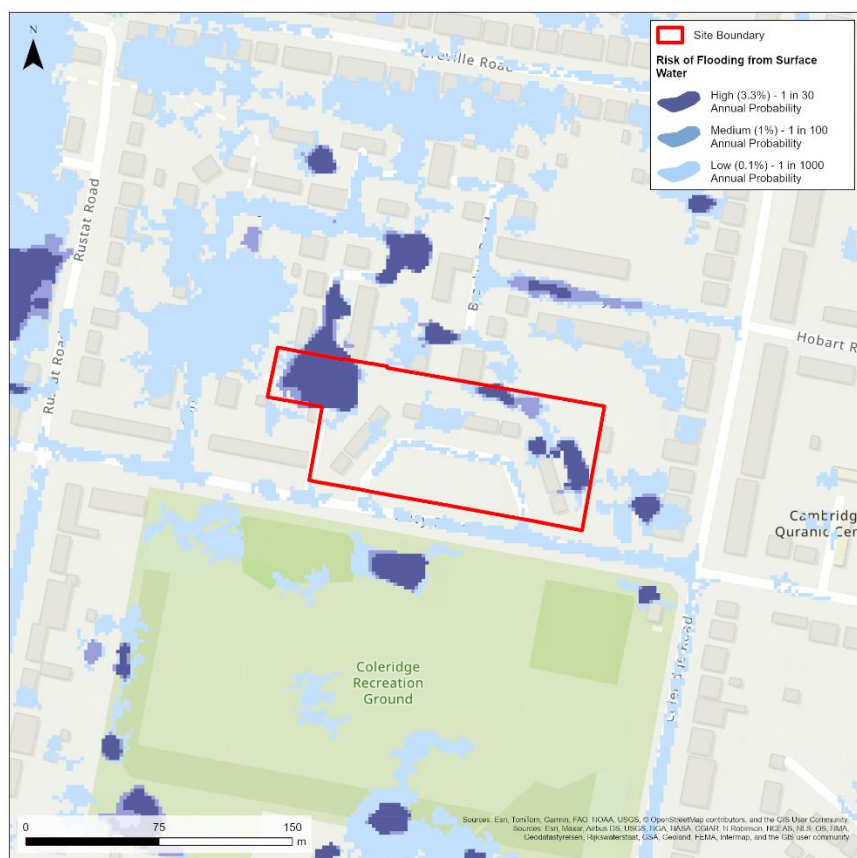 N
Site Boundary
Risk of Flooding from Surface
Water
High (3.3%) - 1 in 30
Annual Probability
Medium (1%) - 1 in 100
Annual Probability
Low (0.1%) - 1 in 1000
Annual Probability
Greville Road
Rustat Road
Hobart R
Rustat Road
Cambridg
Quranic Cen
Coleridge
Recreation
Ground
Coleridge Road
0
75
150
m
Sources: Esri, TomTom, Garmin, FAO, NOAA, USGS, © OpenStreetMap contributors, and the GIS User Community,
Sources: Esri, Maxar, Airbus DS, USGS, NGA, NASA, CGIAR, N Robinson, NCEAS, NLS, OS, NMA,
Geodatastyrelsen, Rijkswaterstaat, GSA, Geoland, FEMA, Intermap, and the GIS user community